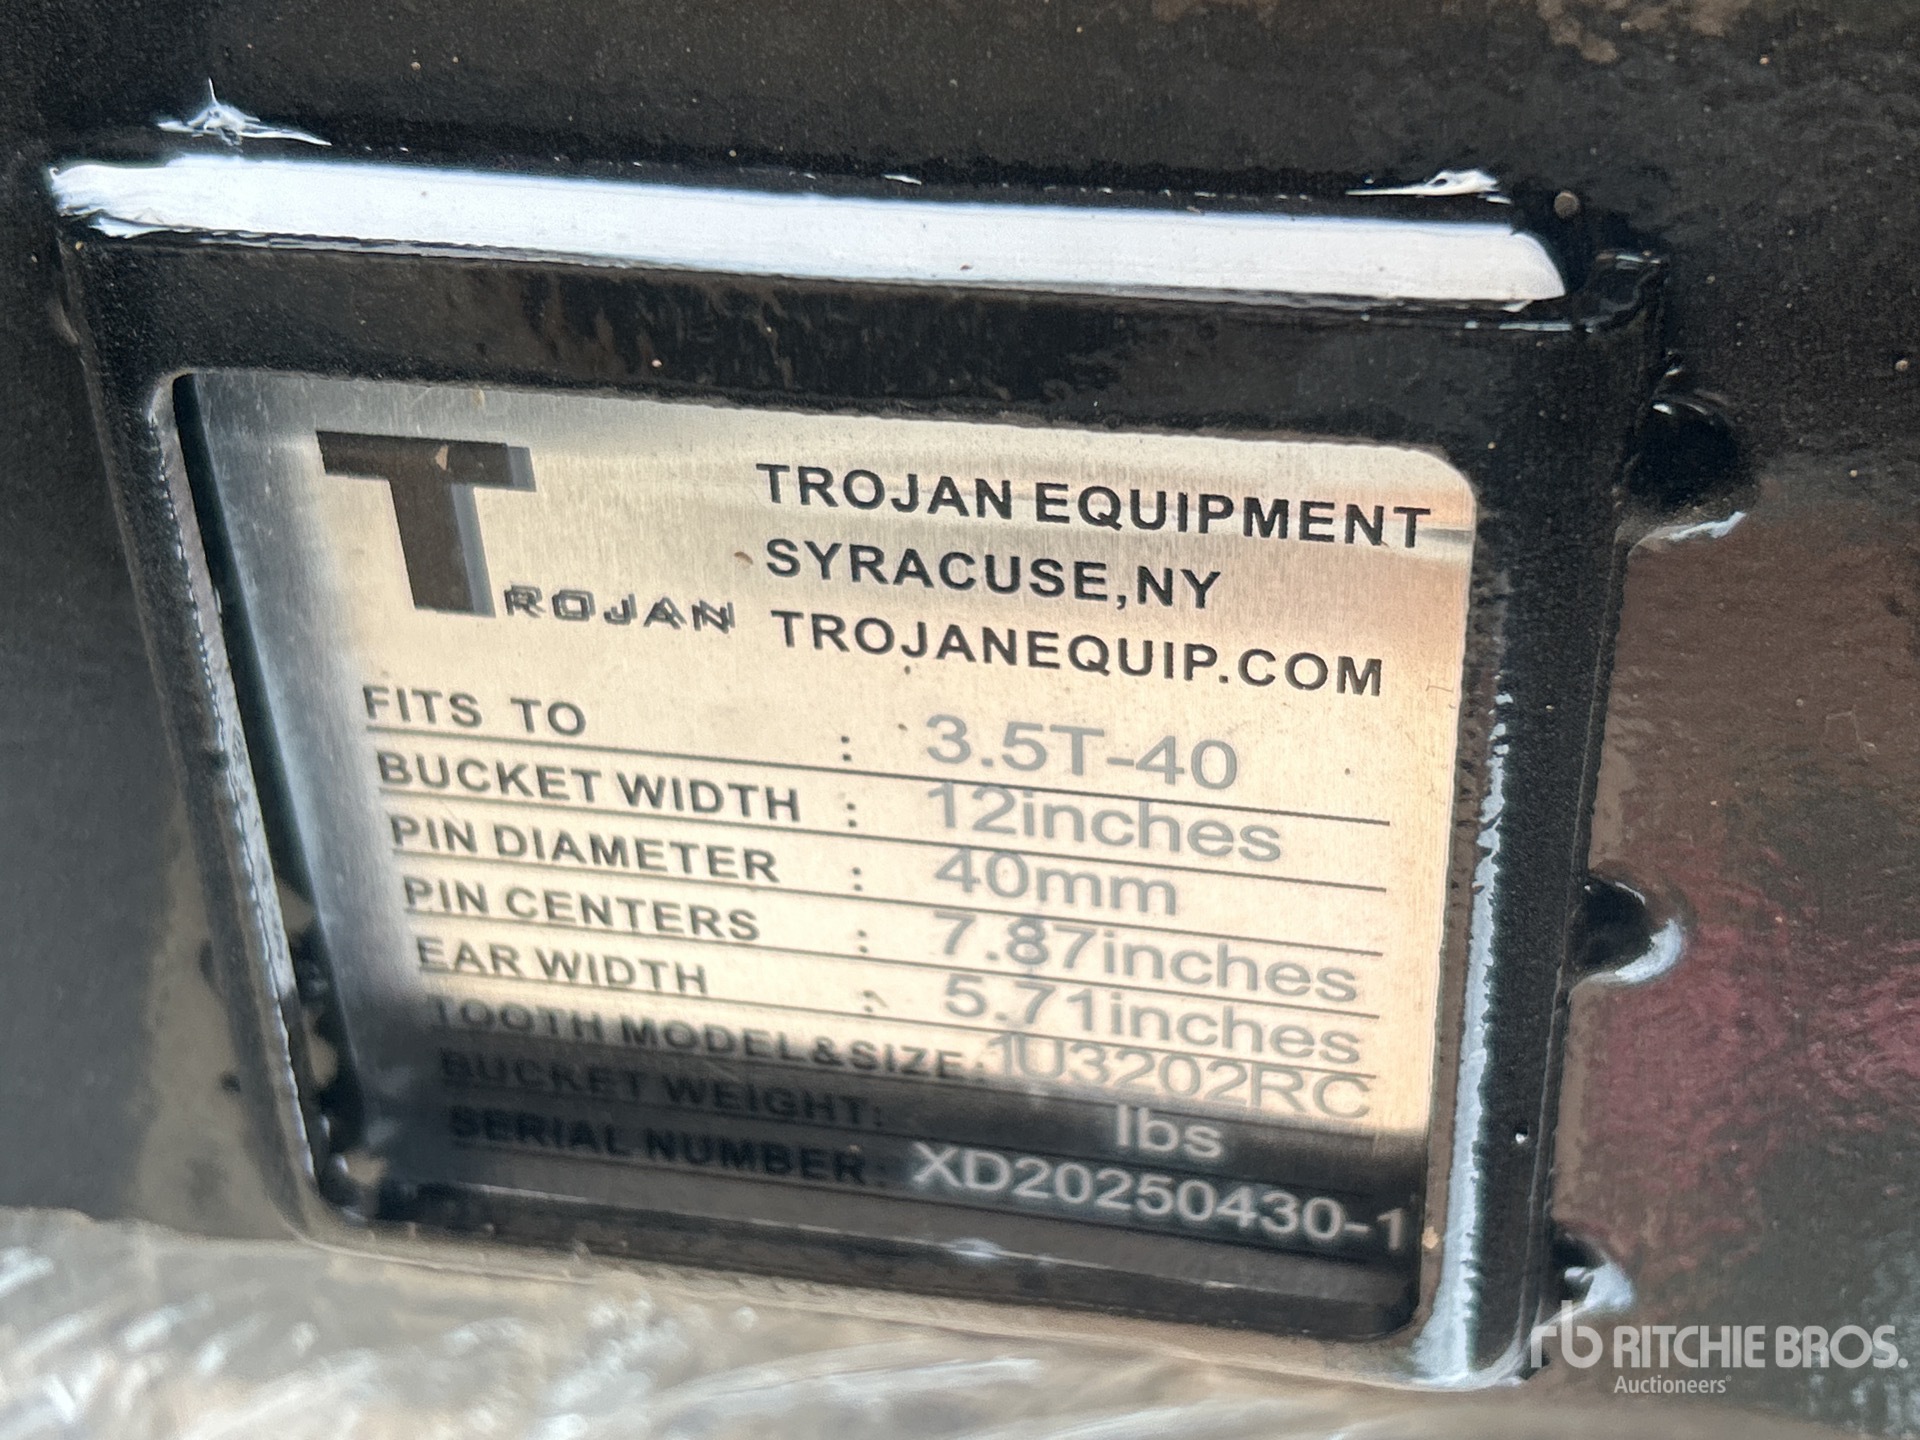 TROJAN
TROJAN EQUIPMENT
SYRACUSE,NY
TROJANEQUIP.COM
FITS TO : 3.5T-40
BUCKET WIDTH : 12inches
PIN DIAMETER : 40mm
PIN CENTERS : 7.87inches
EAR WIDTH : 5.71inches
TOOTH MODEL&SIZE: 1U3202RC
BUCKET WEIGHT: lbs
SERIAL NUMBER: XD20250430-1
rb RITCHIE BROS.
Auctioneers